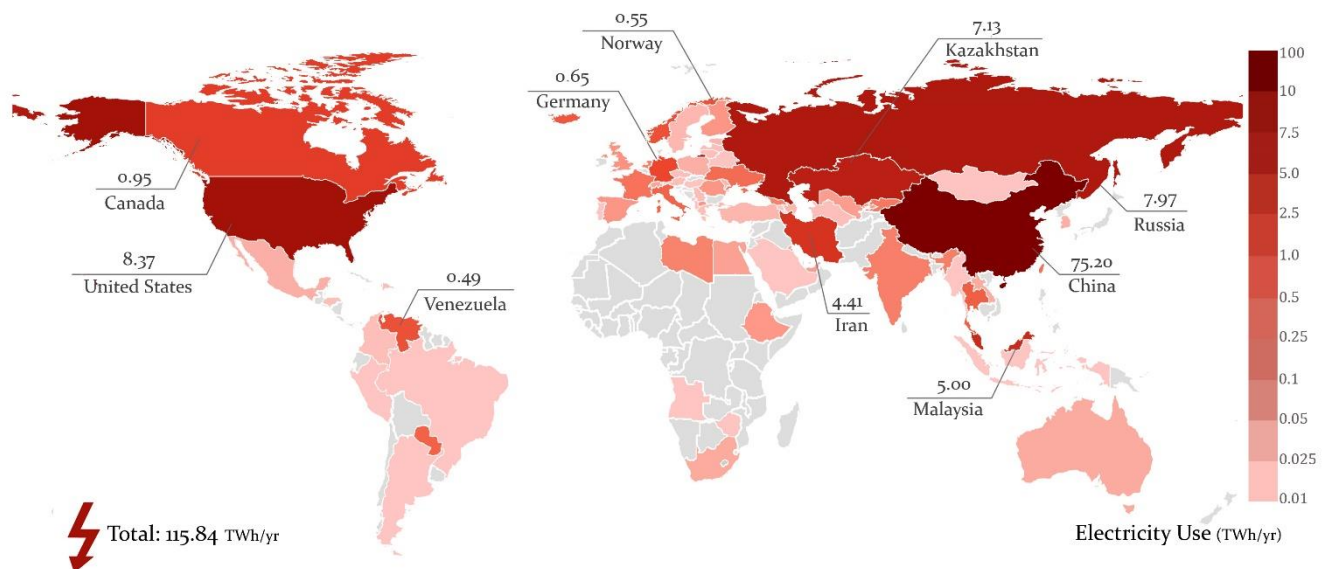 0.55
Norway
7.13
Kazakhstan
0.65
Germany
0.95
Canada
8.37
United States
0.49
Venezuela
7.97
Russia
75.20
China
4.41
Iran
5.00
Malaysia
100
10
7.5
5.0
2.5
1.0
0.5
0.25
0.1
0.05
0.025
0.01
Total: 115.84 TWh/yr
Electricity Use (TWh/yr)